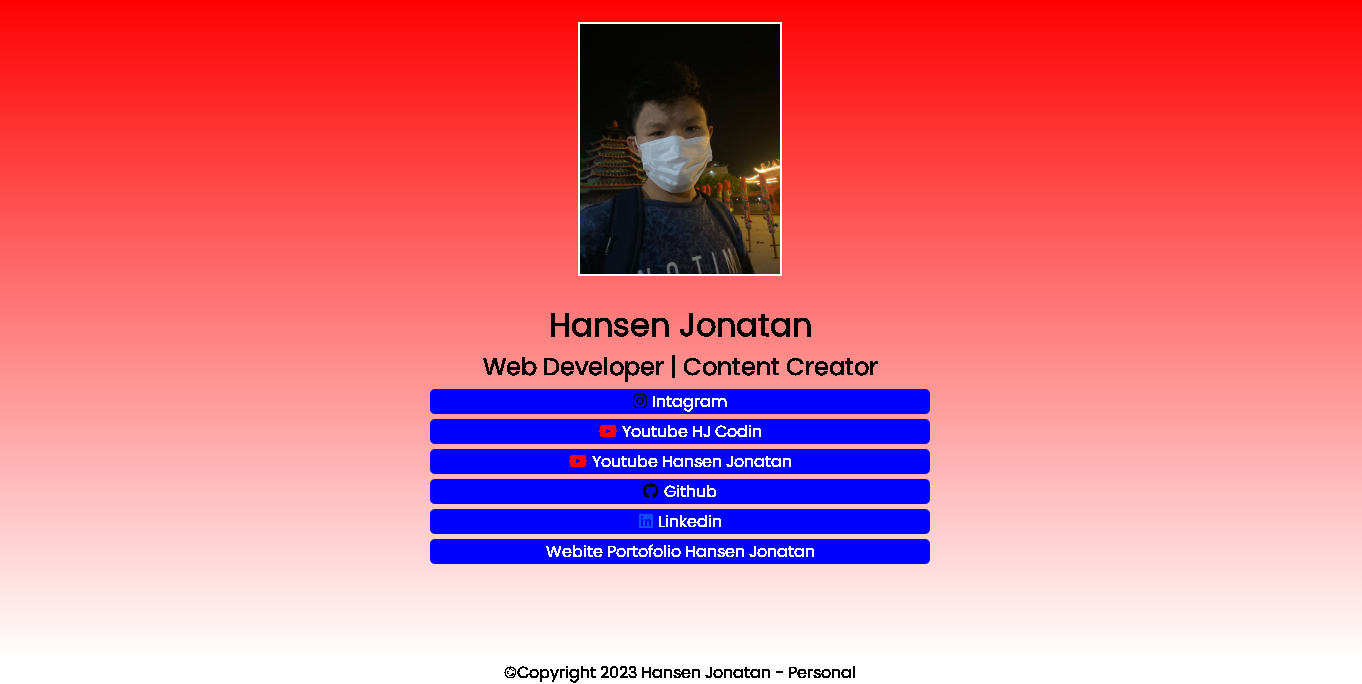 NOTIN
Hansen Jonatan
Web Developer | Content Creator
Intagram
Youtube HJ Codin
Youtube Hansen Jonatan
Github
Linkedin
Webite Portofolio Hansen Jonatan
©Copyright 2023 Hansen Jonatan - Personal